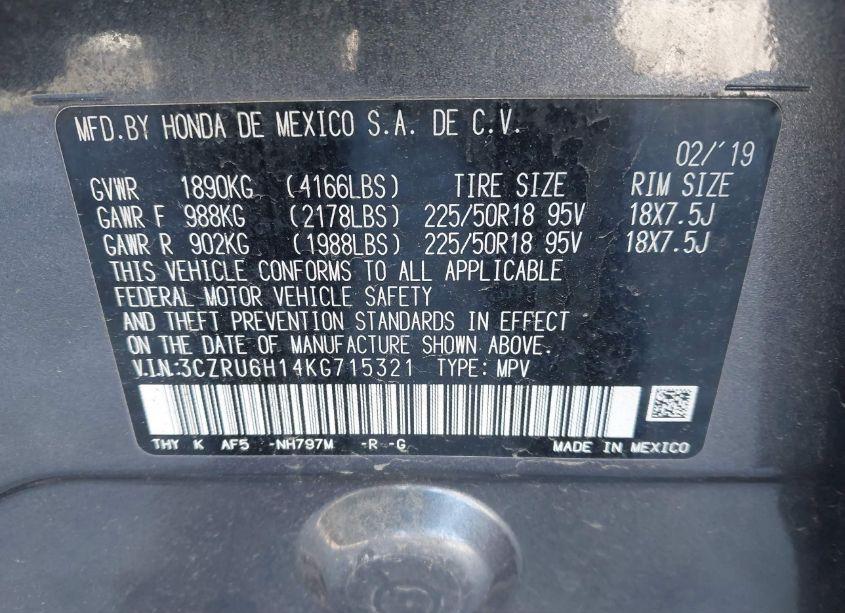 MFD.BY HONDA DE MEXICO S.A. DE C.V.
02/'19
GVWR 1890KG (4166LBS) TIRE SIZE RIM SIZE
GAWR F 988KG (2178LBS) 225/50R18 95V 18X7.5J
GAWR R 902KG (1988LBS) 225/50R18 95V 18X7.5J
THIS VEHICLE CONFORMS TO ALL APPLICABLE
FEDERAL MOTOR VEHICLE SAFETY
AND THEFT PREVENTION STANDARDS IN EFFECT
ON THE DATE OF MANUFACTURE SHOWN ABOVE.
V.I.N.:3CZRU6H14KG715321 TYPE: MPV
THY K AF5 -NH797M -R -G MADE IN MEXICO